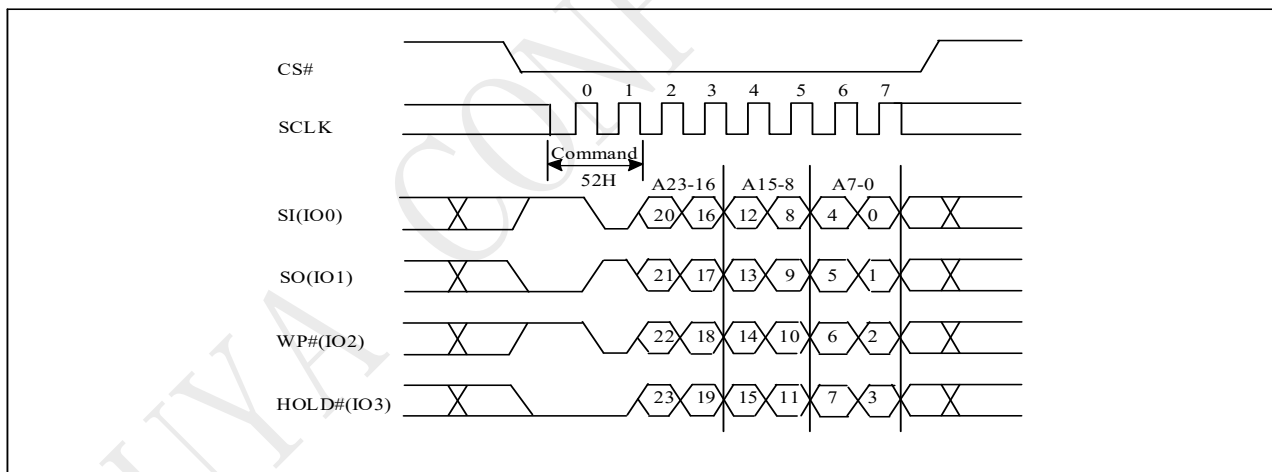 CS#
0 1 2 3 4 5 6 7
SCLK
Command
52H
A23-16 A15-8 A7-0
SI(IO0) 20 16 12 8 4 0
SO(IO1) 21 17 13 9 5 1
WP#(IO2) 22 18 14 10 6 2
HOLD#(IO3) 23 19 15 11 7 3
UYA CONF